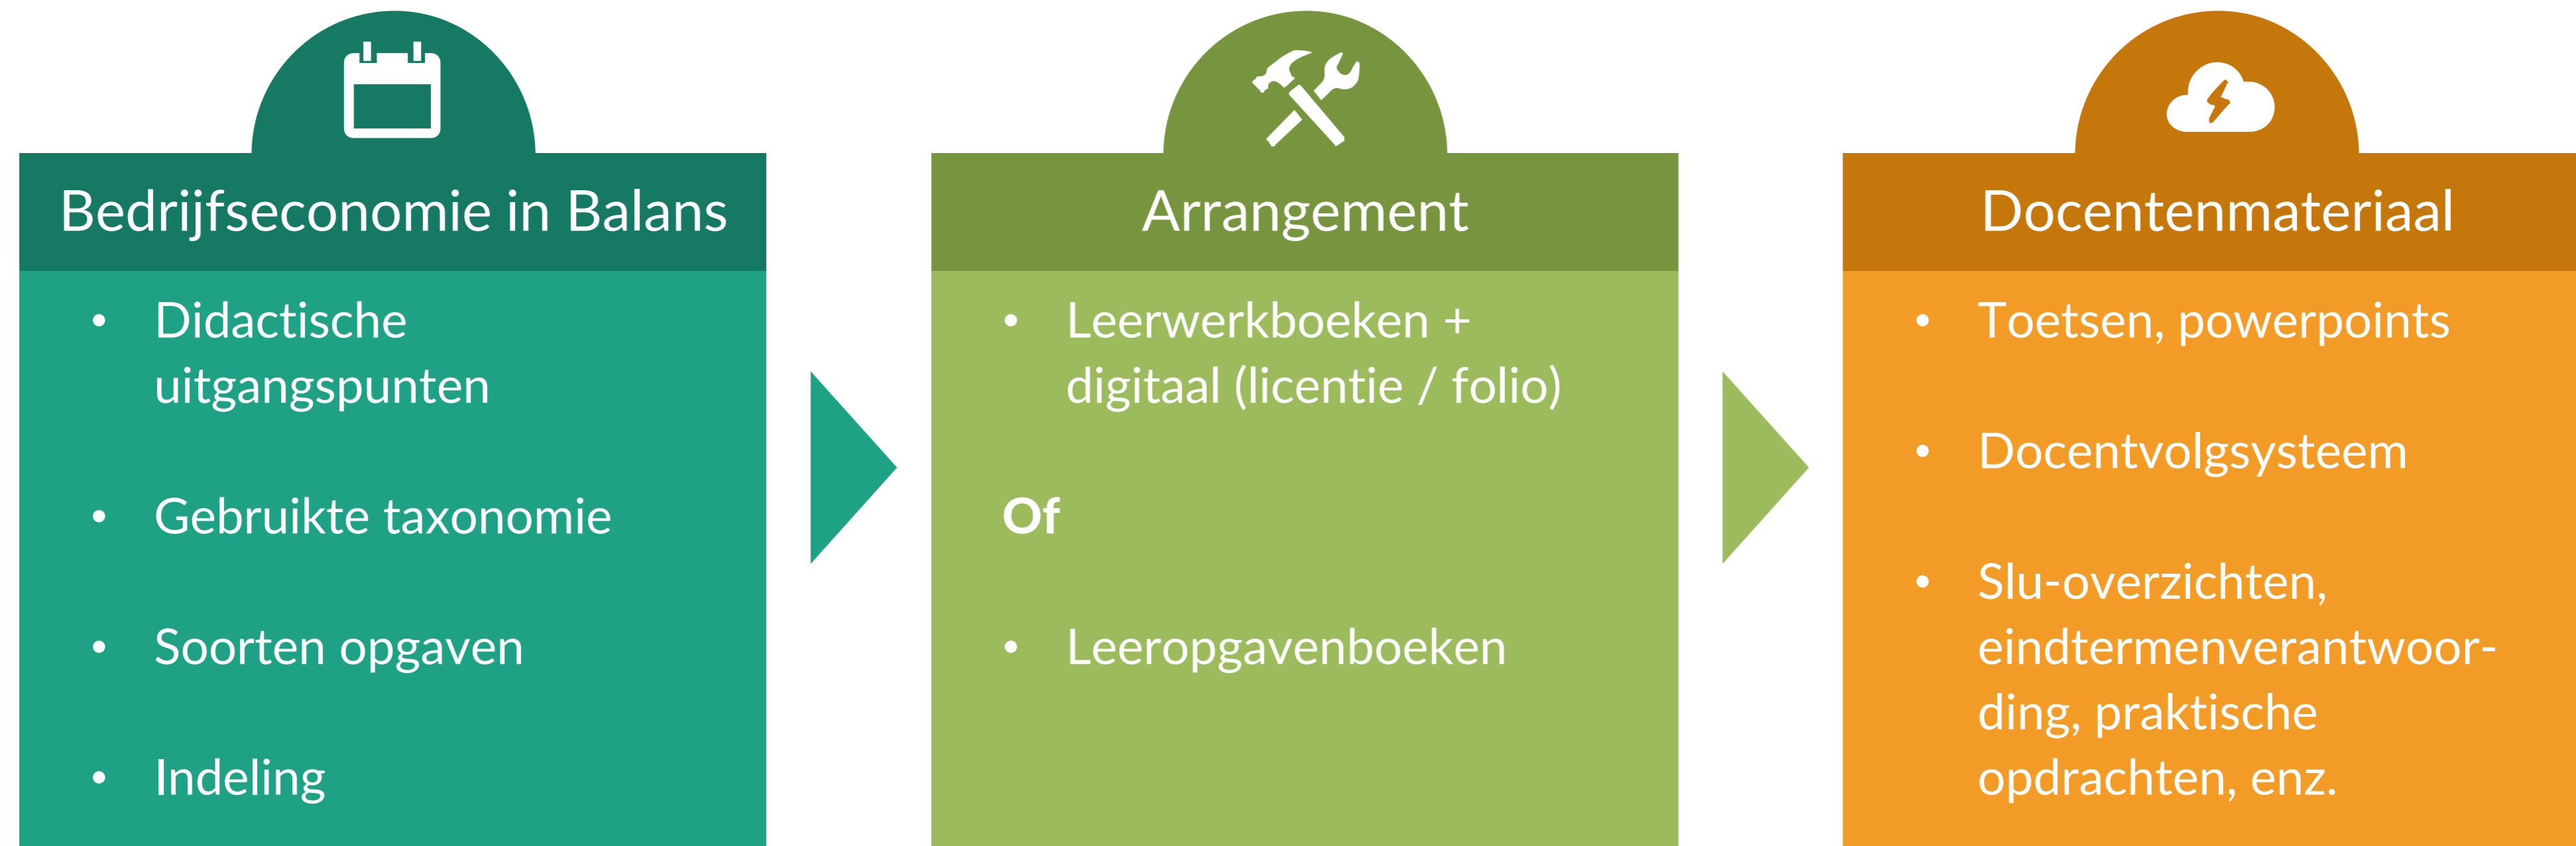 Bedrijfseconomie in Balans
• Didactische
uitgangspunten
• Gebruikte taxonomie
• Soorten opgaven
• Indeling
Arrangement
• Leerwerkboeken +
digitaal (licentie / folio)
Of
• Leeropgavenboeken
Docentenmateriaal
• Toetsen, powerpoints
• Docentvolgsysteem
• Slu-overzichten,
eindtermenverantwoor-
ding, praktische
opdrachten, enz.